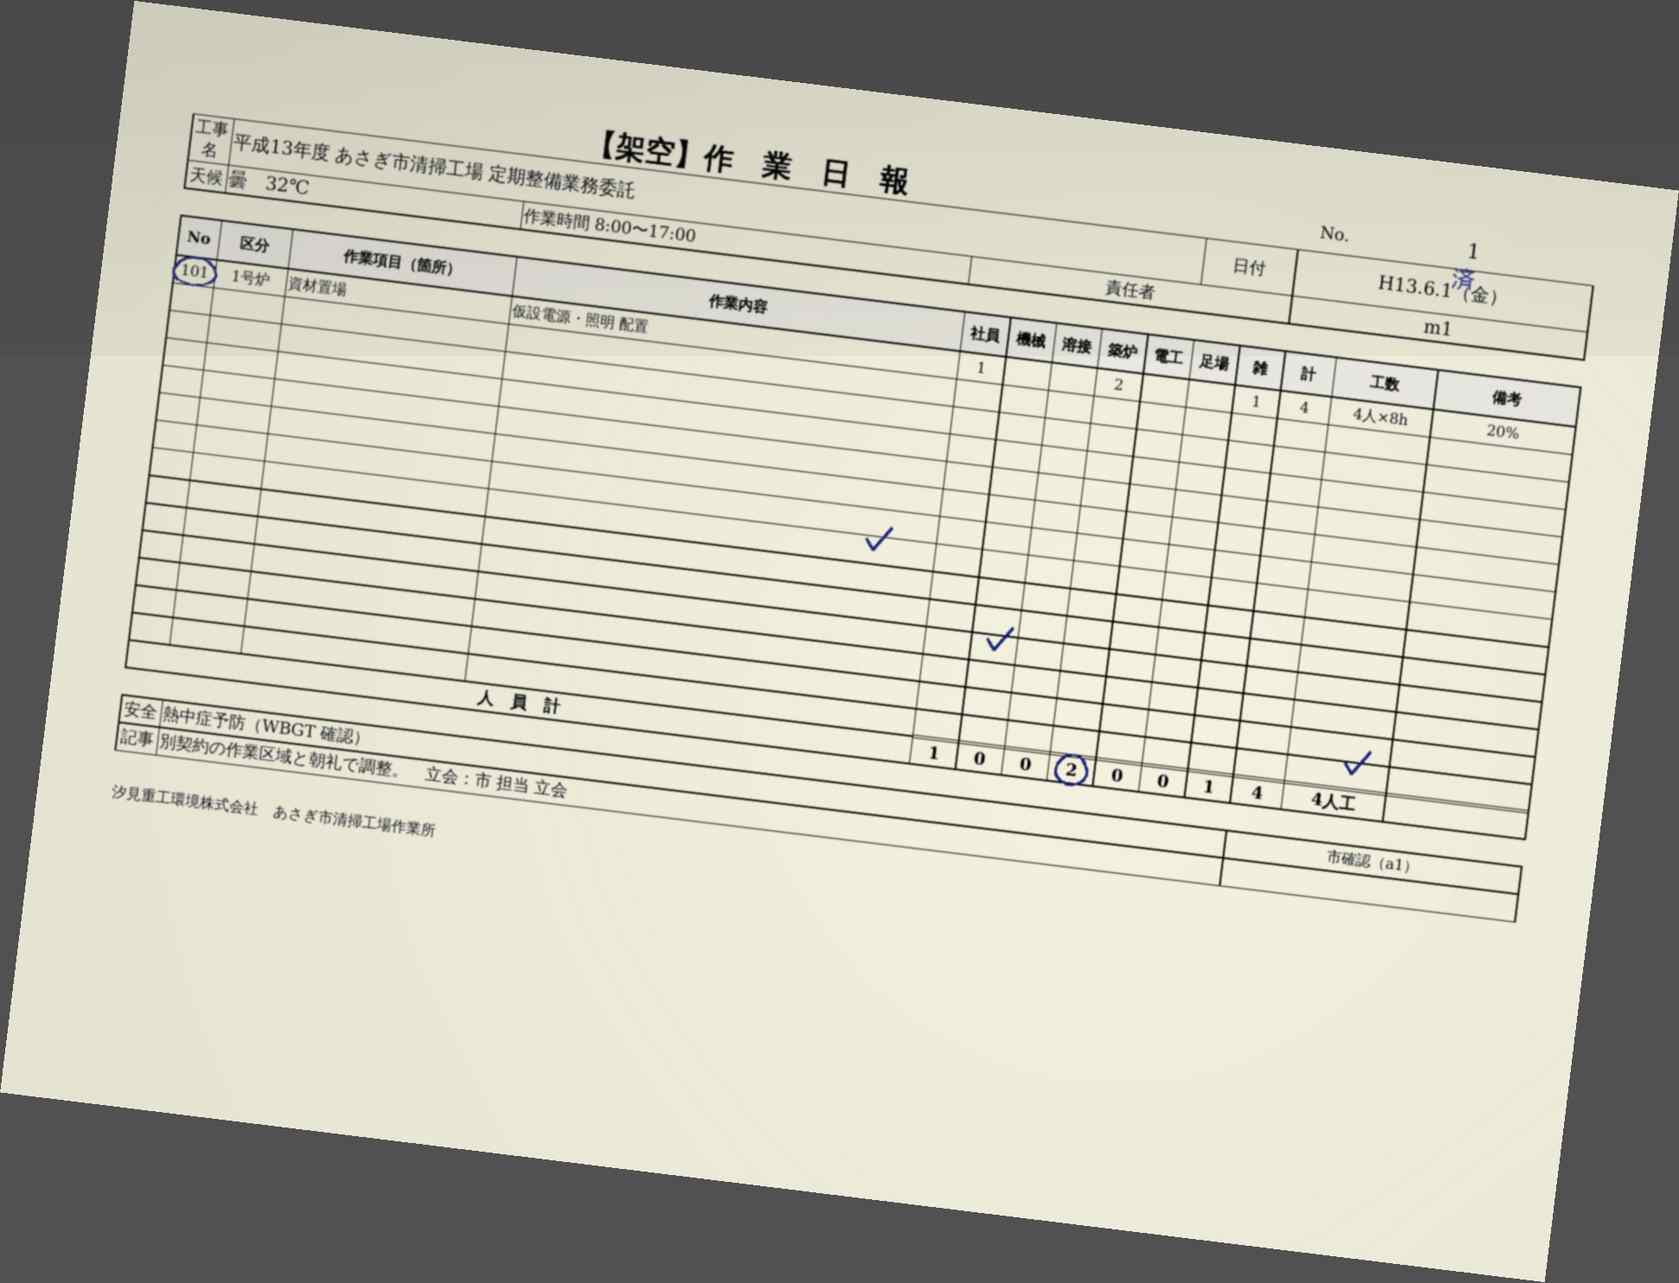 【架空】作 業 日 報
No. 1
工事名 平成13年度 あさぎ市清掃工場 定期整備業務委託 日付 H13.6.1（金）
済
天候 曇 32℃ 作業時間 8:00〜17:00 責任者 m1
No 区分 作業項目（箇所） 作業内容 社員 機械 溶接 築炉 電工 足場 雑 計 工数 備考
101 1号炉 資材置場 仮設電源・照明 配置 1 2 1 4 4人×8h 20%
人 員 計 1 0 0 2 0 0 1 4 4人工
安全 熱中症予防（WBGT 確認） 市確認（a1）
記事 別契約の作業区域と朝礼で調整。 立会：市 担当 立会
汐見重工環境株式会社 あさぎ市清掃工場作業所